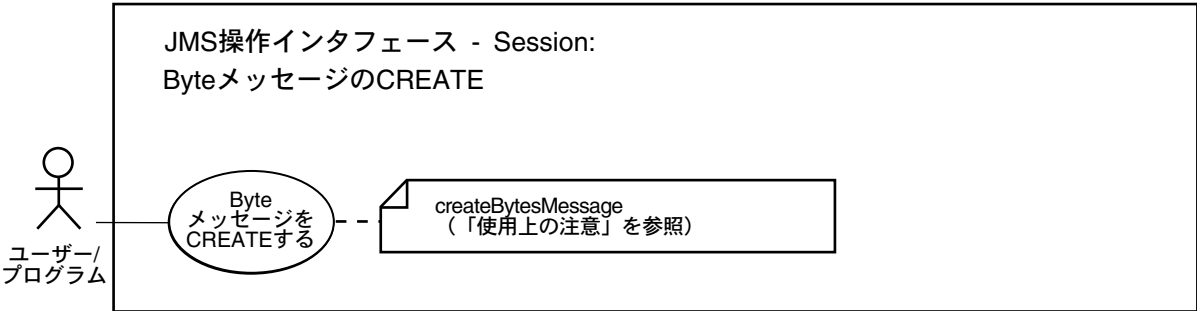 JMS操作インタフェース - Session:
ByteメッセージのCREATE
Byte
メッセージを
CREATEする
createBytesMessage
（「使用上の注意」を参照）
ユーザー/
プログラム